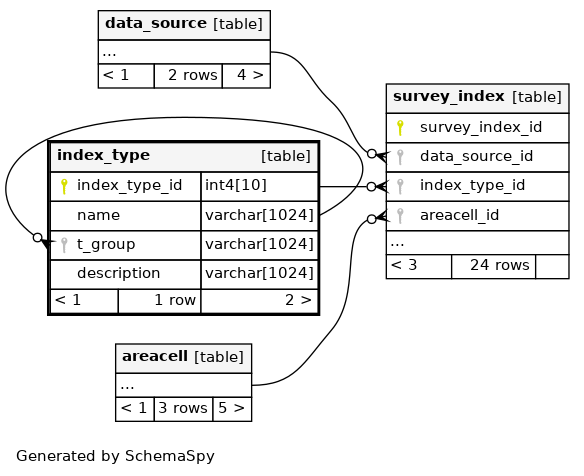 data_source [table]
...
< 1 2 rows 4 >
survey_index [table]
survey_index_id
data_source_id
index_type_id
areacell_id
...
< 3 24 rows
index_type [table]
index_type_id int4[10]
name varchar[1024]
t_group varchar[1024]
description varchar[1024]
< 1 1 row 2 >
areacell [table]
...
< 1 3 rows 5 >
Generated by SchemaSpy